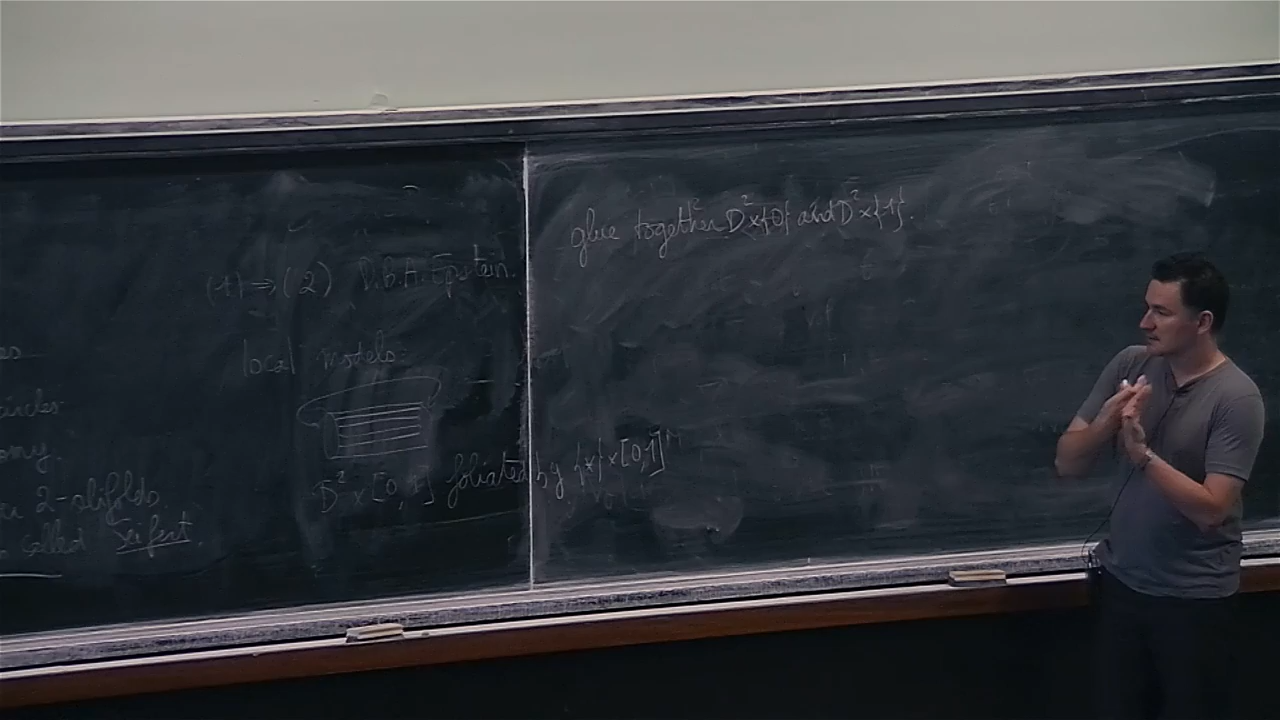 circles
2-orbifolds
called Seifert.
(1) → (2) D.B.A. Epstein.
local models:
D² × [0,1] foliated by {x} × [0,1]
glue together D² × {0} and D² × {1}.